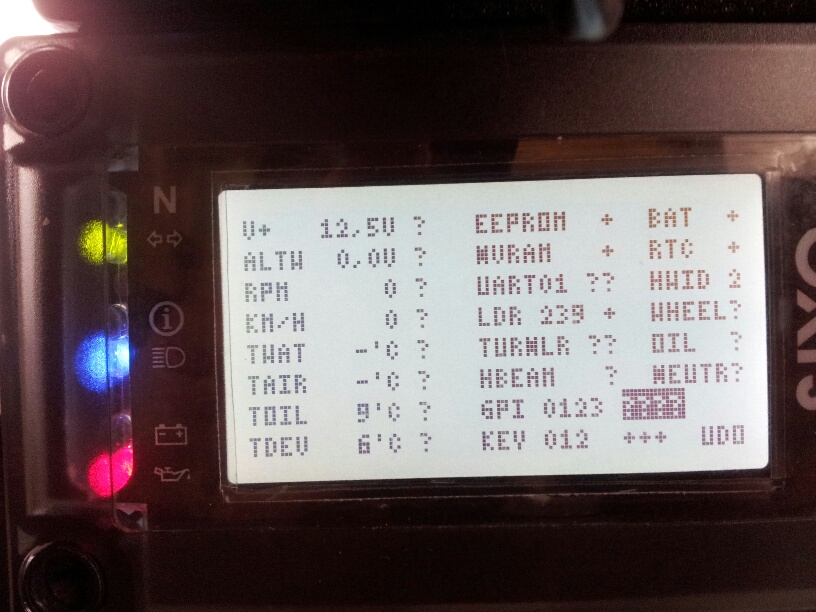 N
V+ 12,5V ? EEPROM + BAT +
ALTW 0,0V ? NVRAM + RTC +
RPM 0 ? UART01 ?? HWID 2
KM/H 0 ? LDR 239 + WHEEL?
TWAT -°C ? TURNLR ?? OIL ?
TAIR -°C ? HBEAM ? NEUTR?
TOIL 9°C ? GPI 0123 ????
TDEV 6°C ? KEY 012 +++ UDO
SIXO